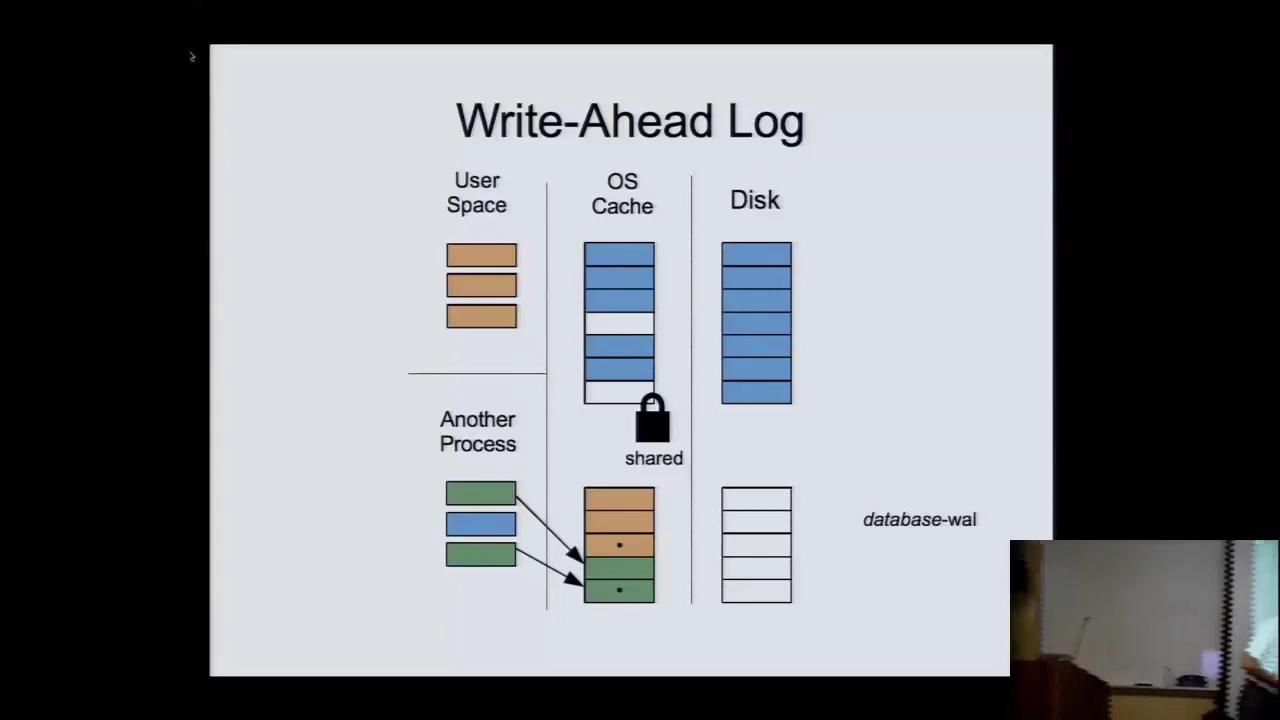 Write-Ahead Log
User
Space
OS
Cache
Disk
Another
Process
shared
database-wal